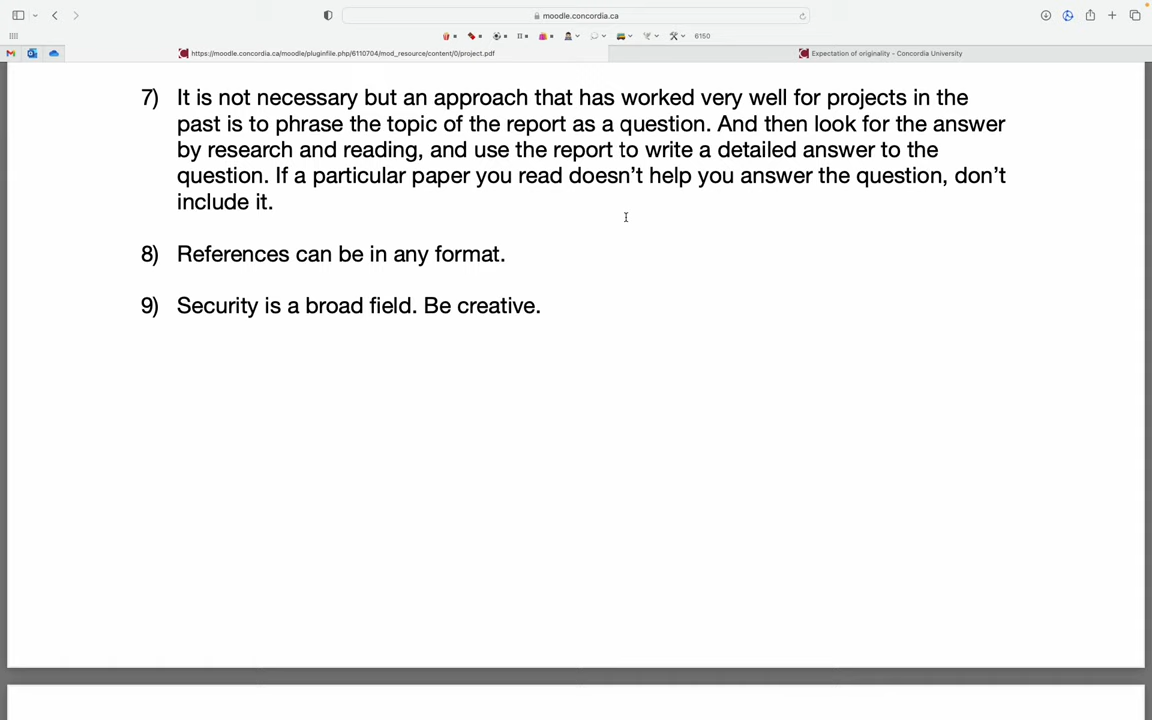 moodle.concordia.ca
6150
https://moodle.concordia.ca/moodle/pluginfile.php/6110704/mod_resource/content/0/project.pdf
Expectation of originality - Concordia University
7) It is not necessary but an approach that has worked very well for projects in the
past is to phrase the topic of the report as a question. And then look for the answer
by research and reading, and use the report to write a detailed answer to the
question. If a particular paper you read doesn’t help you answer the question, don’t
include it.
8) References can be in any format.
9) Security is a broad field. Be creative.